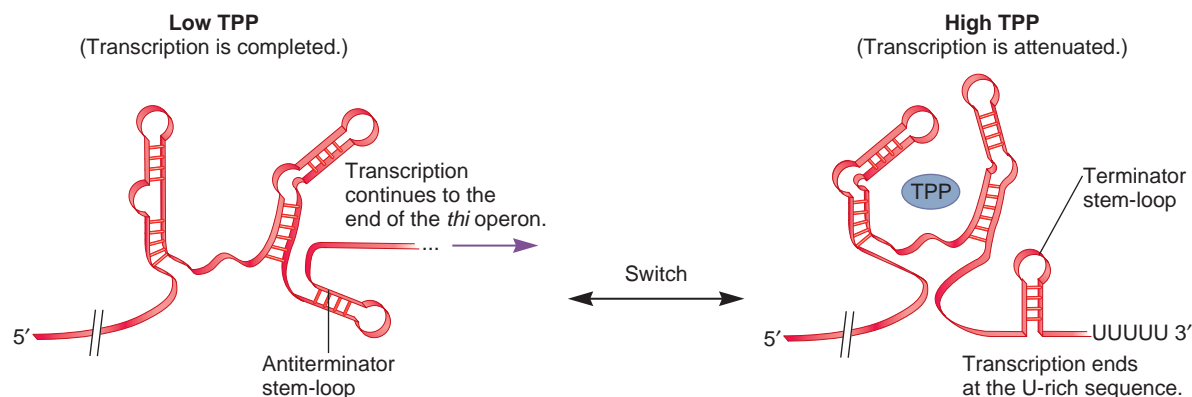 Low TPP
(Transcription is completed.)
High TPP
(Transcription is attenuated.)
Transcription
continues to the
end of the thi operon.
...
TPP
Terminator
stem-loop
Switch
5′
Antiterminator
stem-loop
5′
UUUUU 3′
Transcription ends
at the U-rich sequence.